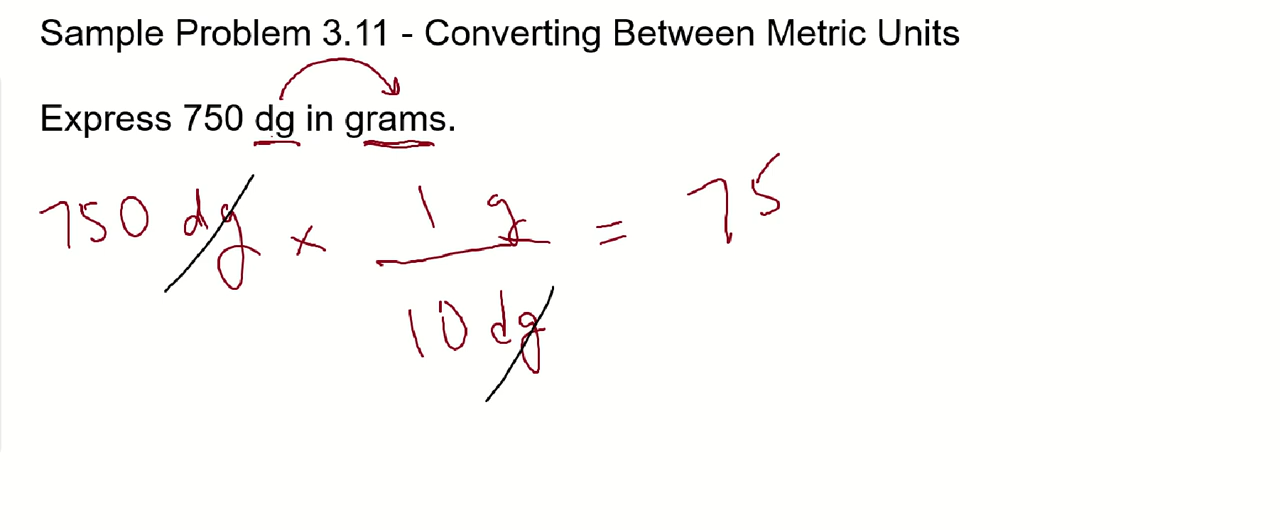 Sample Problem 3.11 - Converting Between Metric Units
Express 750 dg in grams.
750 dg × 1 g = 75
10 dg